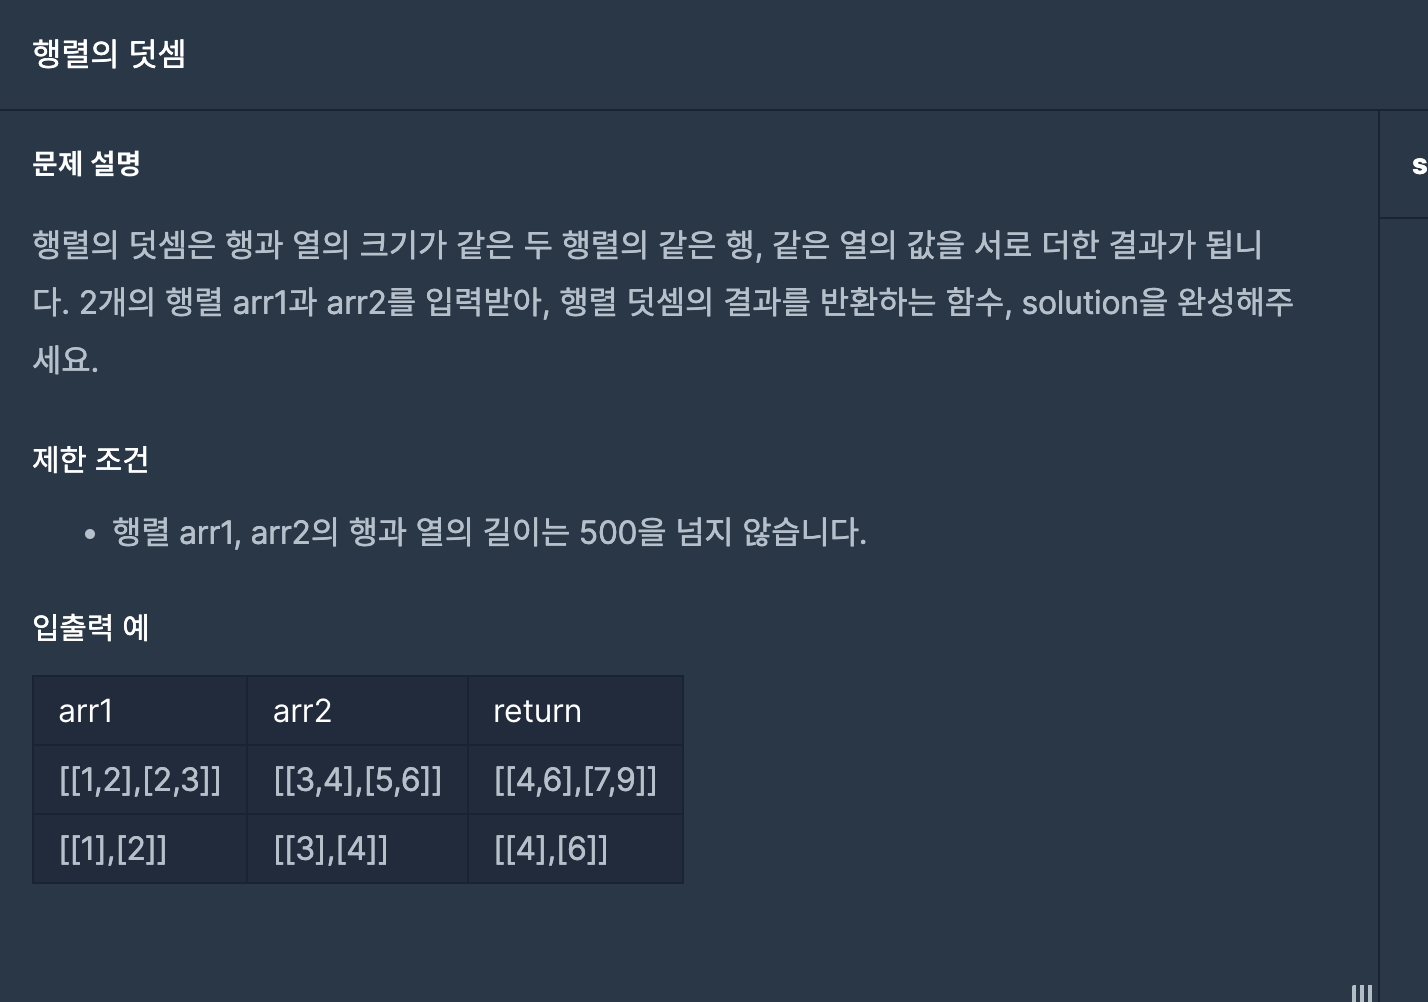 행렬의 덧셈
문제 설명
s
행렬의 덧셈은 행과 열의 크기가 같은 두 행렬의 같은 행, 같은 열의 값을 서로 더한 결과가 됩니
다. 2개의 행렬 arr1과 arr2를 입력받아, 행렬 덧셈의 결과를 반환하는 함수, solution을 완성해주
세요.
제한 조건
• 행렬 arr1, arr2의 행과 열의 길이는 500을 넘지 않습니다.
입출력 예
arr1 arr2 return
[[1,2],[2,3]] [[3,4],[5,6]] [[4,6],[7,9]]
[[1],[2]] [[3],[4]] [[4],[6]]